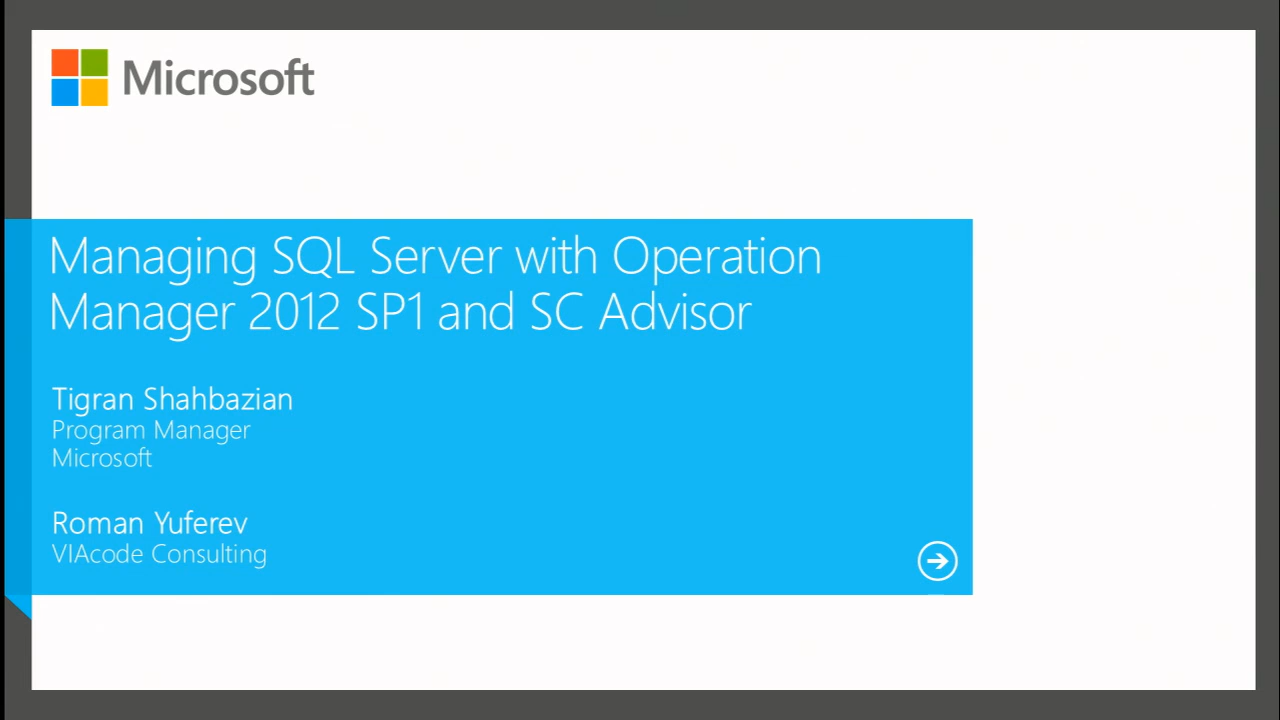 Microsoft
Managing SQL Server with Operation
Manager 2012 SP1 and SC Advisor
Tigran Shahbazian
Program Manager
Microsoft
Roman Yuferev
VIAcode Consulting